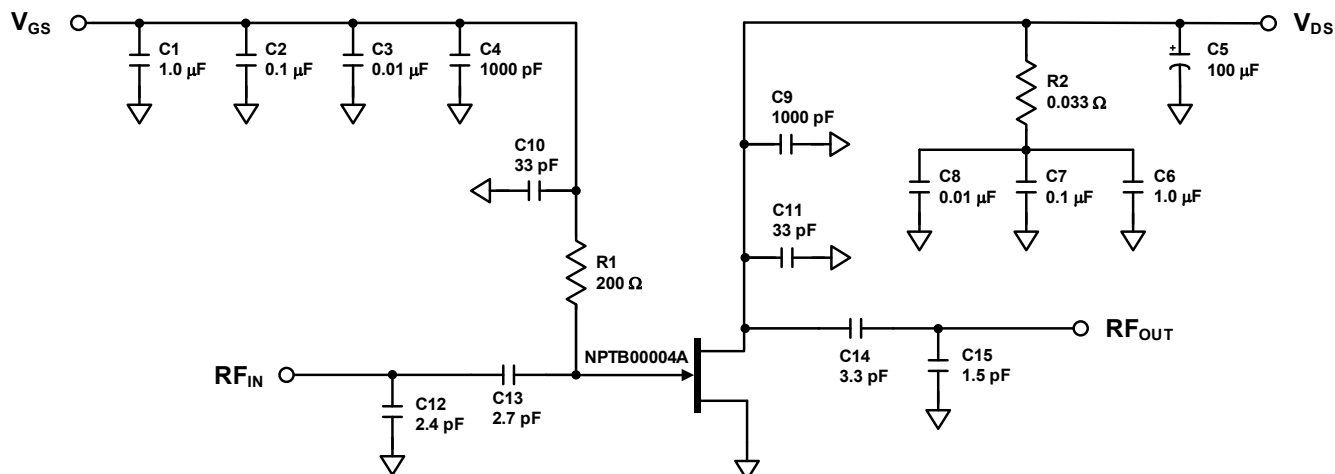 VGS
VDS
C1
1.0 μF
C2
0.1 μF
C3
0.01 μF
C4
1000 pF
C5
100 μF
+
R2
0.033 Ω
C9
1000 pF
C10
33 pF
C8
0.01 μF
C7
0.1 μF
C6
1.0 μF
C11
33 pF
R1
200 Ω
RFOUT
NPTB00004A
RFIN
C14
3.3 pF
C15
1.5 pF
C13
2.7 pF
C12
2.4 pF